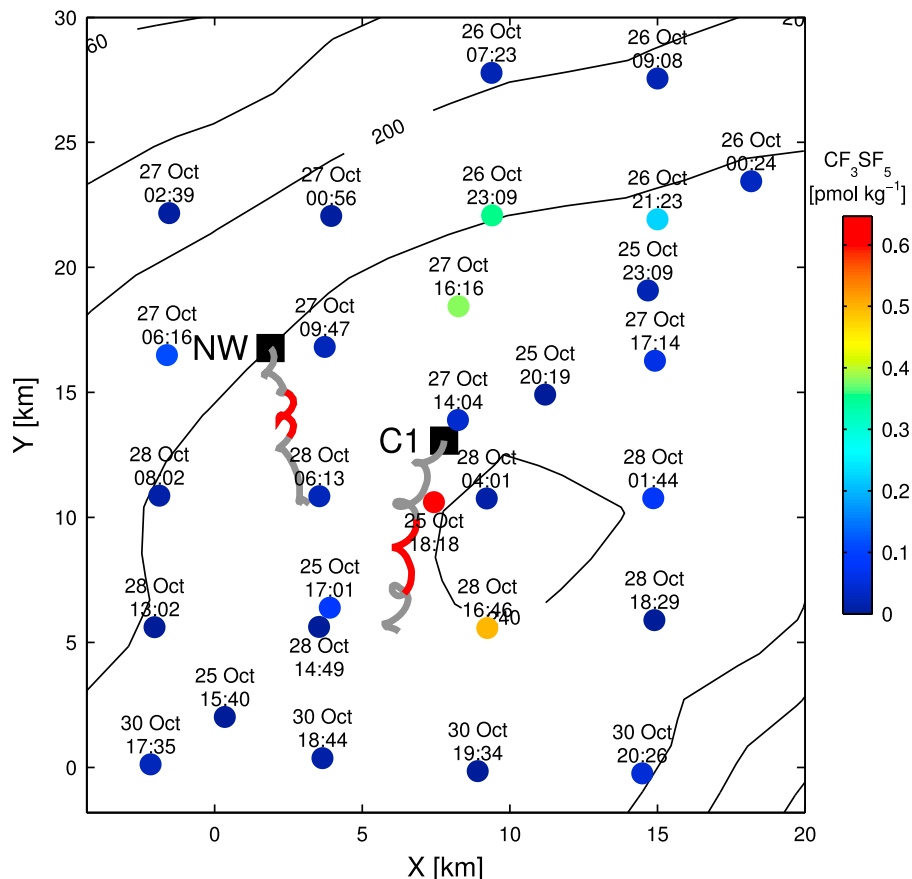 30
25
20
15
10
5
0
Y [km]
0
5
10
15
20
X [km]
60
200
20
240
26 Oct
07:23
26 Oct
09:08
26 Oct
00:24
27 Oct
02:39
27 Oct
00:56
26 Oct
23:09
26 Oct
21:23
25 Oct
23:09
27 Oct
16:16
27 Oct
06:16
27 Oct
09:47
27 Oct
17:14
NW
25 Oct
20:19
27 Oct
14:04
C1
28 Oct
08:02
28 Oct
06:13
28 Oct
04:01
28 Oct
01:44
25 Oct
18:18
25 Oct
17:01
28 Oct
13:02
28 Oct
14:49
28 Oct
16:46
28 Oct
18:29
25 Oct
15:40
30 Oct
17:35
30 Oct
18:44
30 Oct
19:34
30 Oct
20:26
CF₃SF₅
[pmol kg⁻¹]
0.6
0.5
0.4
0.3
0.2
0.1
0